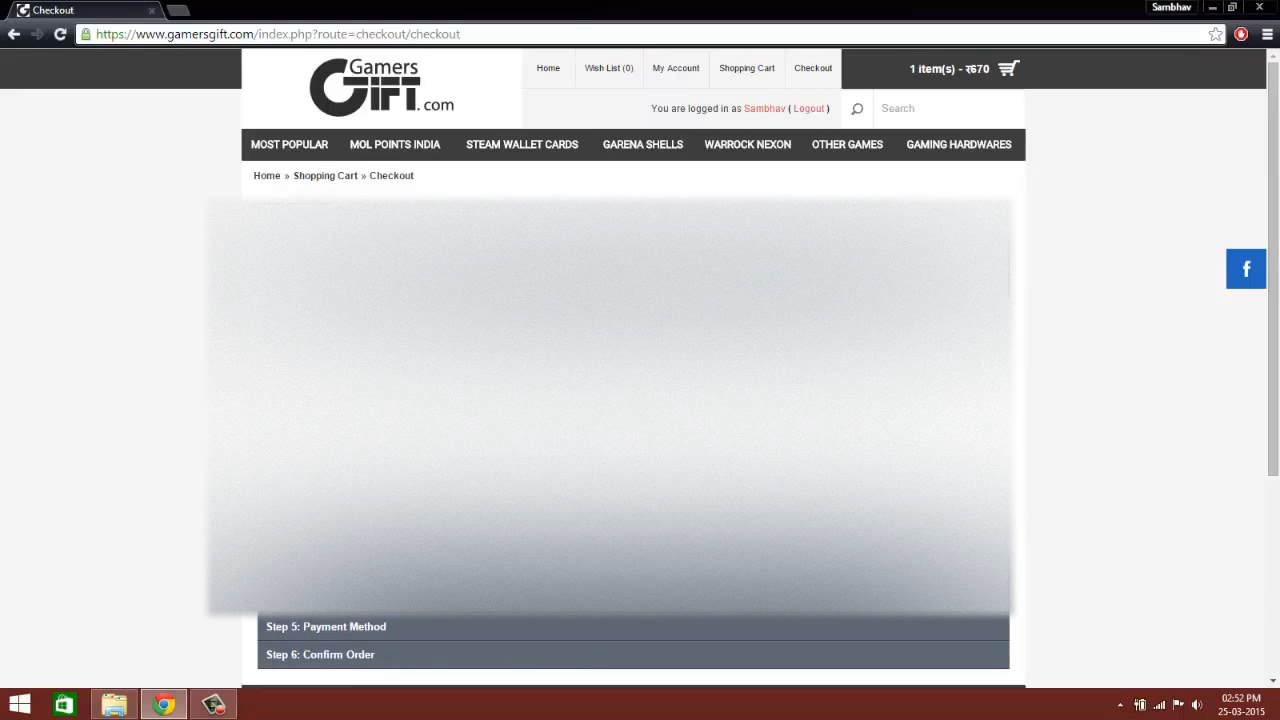 Checkout
Sambhav
https://www.gamersgift.com/index.php?route=checkout/checkout
Gamers
GIFT.com
Home
Wish List (0)
My Account
Shopping Cart
Checkout
1 item(s) - ₹670
You are logged in as Sambhav ( Logout )
Search
MOST POPULAR
MOL POINTS INDIA
STEAM WALLET CARDS
GARENA SHELLS
WARROCK NEXON
OTHER GAMES
GAMING HARDWARES
Home » Shopping Cart » Checkout
f
Step 5: Payment Method
Step 6: Confirm Order
02:52 PM
25-03-2015